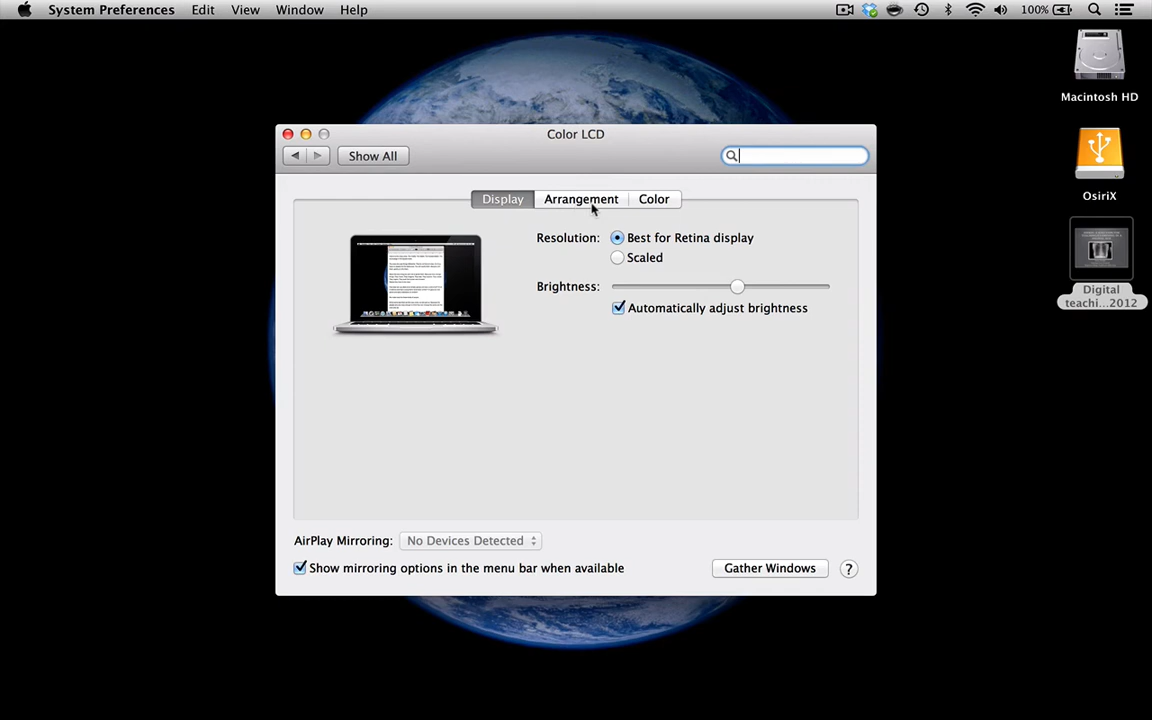 System Preferences Edit View Window Help 100%
Macintosh HD
Color LCD
Show All
OsiriX
Display Arrangement Color
Resolution: Best for Retina display
Scaled
Brightness:
Automatically adjust brightness
Digital
teachi...2012
AirPlay Mirroring: No Devices Detected
Show mirroring options in the menu bar when available
Gather Windows ?